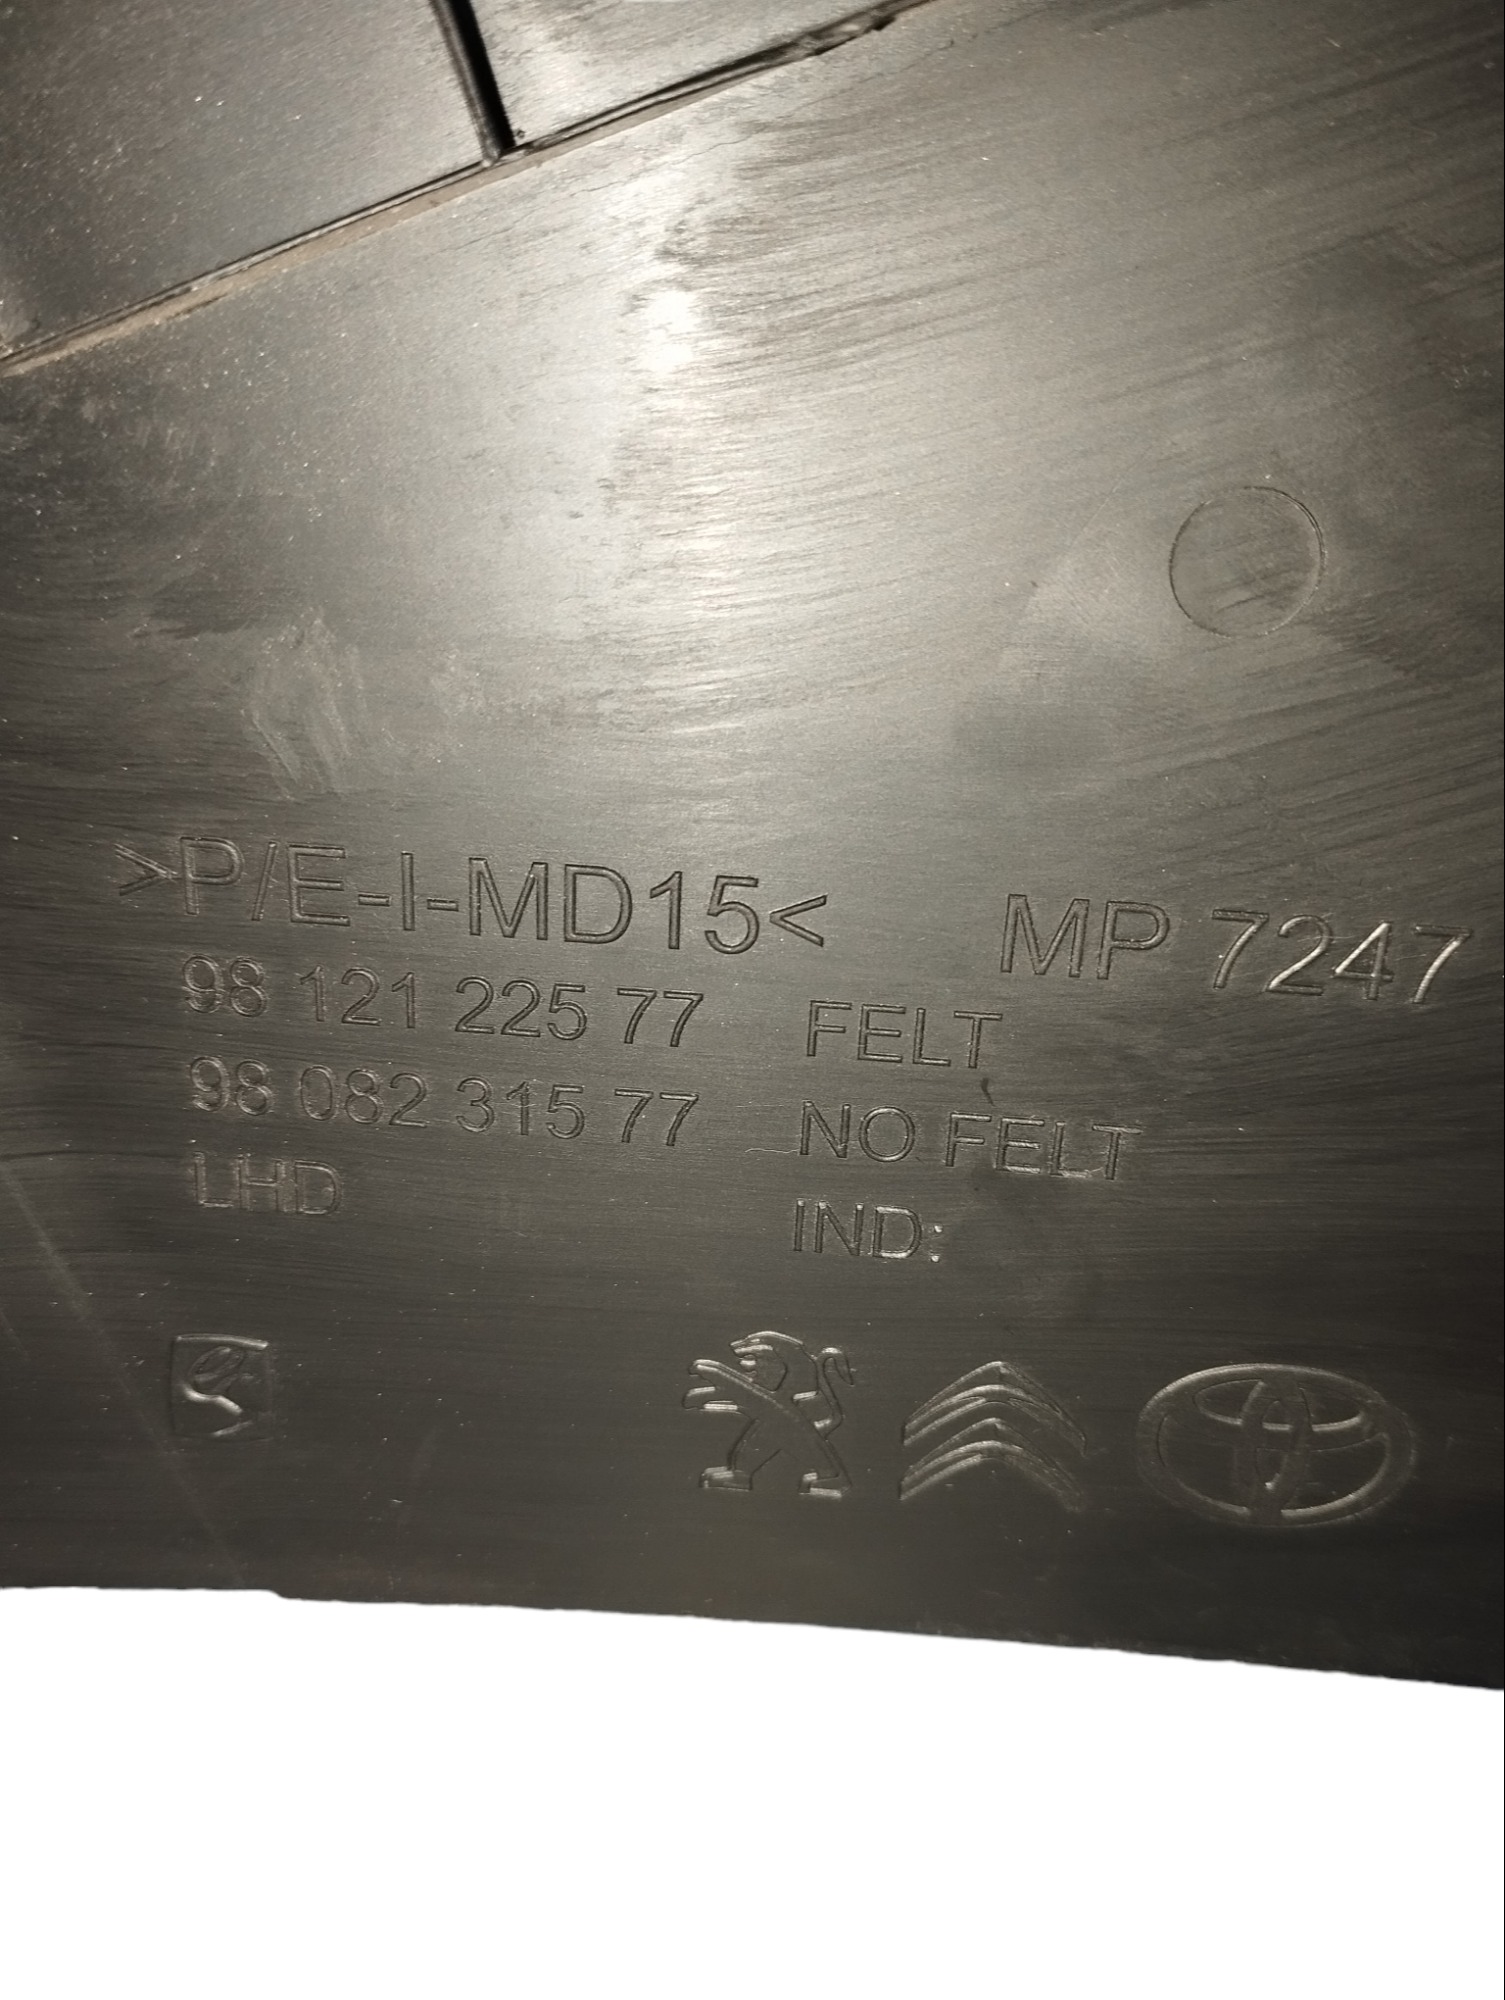 >P/E-I-MD15< MP 7247
98 121 225 77 FELT
98 082 315 77 NO FELT
LHD IND: